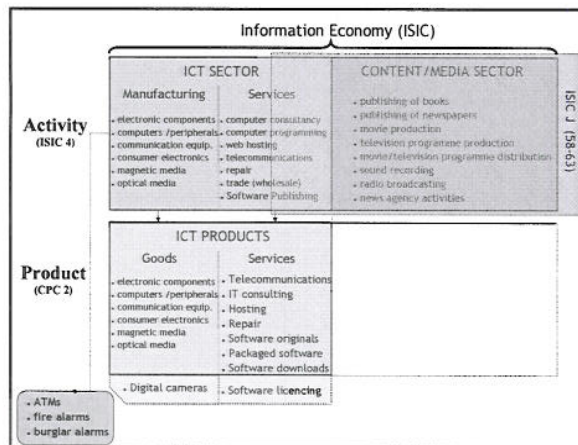 Information Economy (ISIC)
ICT SECTOR
Manufacturing
. electronic components
. computers /peripherals
. communication equip.
. consumer electronics
. magnetic media
. optical media
Services
. computer consultancy
. computer programming
. web hosting
. telecommunications
. repair
. trade (wholesale)
. Software Publishing
CONTENT/MEDIA SECTOR
. publishing of books
. publishing of newspapers
. movie production
. television programme production
. movie/television programme distribution
. sound recording
. radio broadcasting
. news agency activities
ISIC J (58-63)
Activity
(ISIC 4)
ICT PRODUCTS
Goods
. electronic components
. computers /peripherals
. communication equip.
. consumer electronics
. magnetic media
. optical media
Services
. Telecommunications
. IT consulting
. Hosting
. Repair
. Software originals
. Packaged software
. Software downloads
. Digital cameras
. Software licencing
Product
(CPC 2)
. ATMs
. fire alarms
. burglar alarms